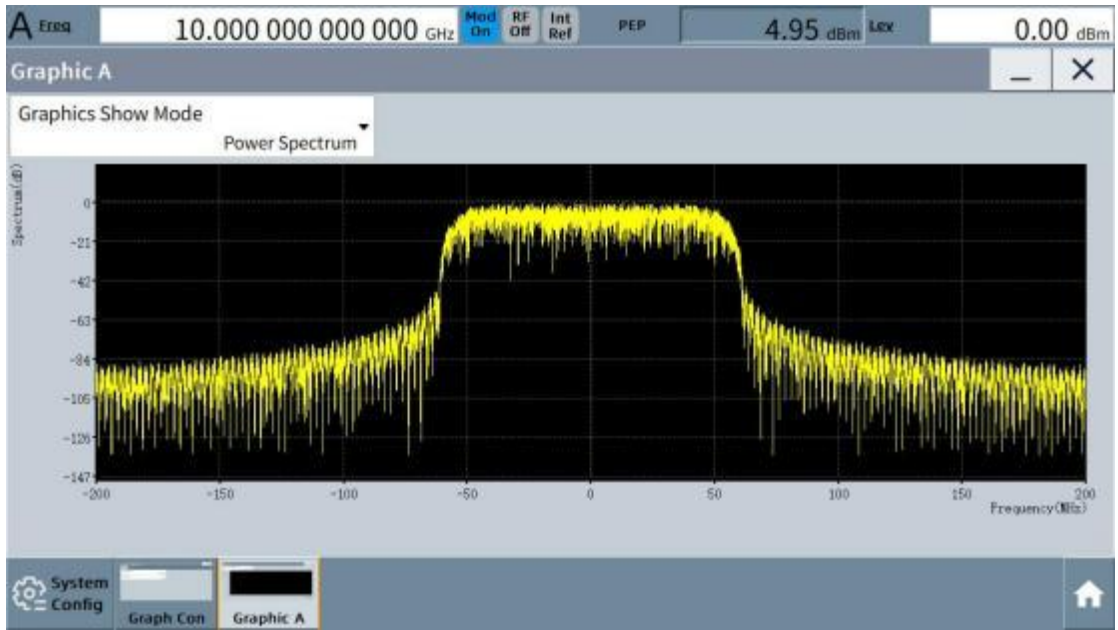 A Freq 10.000 000 000 000 GHz Mod On RF Off Int Ref PEP 4.95 dBm Lex 0.00 dBm
Graphic A
Graphics Show Mode
Power Spectrum
Spectrum(dB)
0
-21
-42
-63
-84
-105
-126
-147
-200 -150 -100 -50 0 50 100 150 200
Frequency(MHz)
System Config
Graph Con
Graphic A